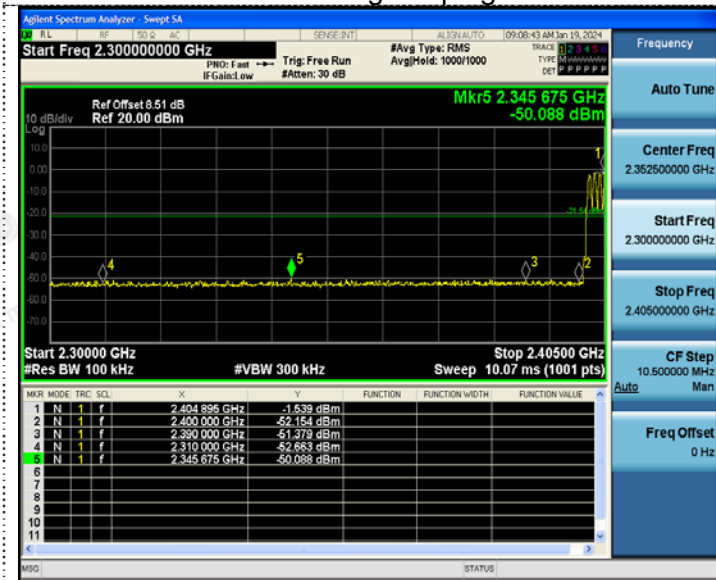 Agilent Spectrum Analyzer - Swept SA
RL RF 50 Ω AC SENSE:INT ALIGN AUTO 09:08:43 AM Jan 19, 2024
Start Freq 2.300000000 GHz
PNO: Fast
IFGain:Low
Trig: Free Run
#Atten: 30 dB
#Avg Type: RMS
Avg|Hold: 1000/1000
TRACE 1 2 3 4 5 6
TYPE M
DET P P P P P P
Ref Offset 8.51 dB
10 dB/div Ref 20.00 dBm
Log
Mkr5 2.345 675 GHz
-50.088 dBm
10.0
0.00
-10.0
-20.0
-30.0
-40.0
-50.0
-60.0
-70.0
1
2
3
4
5
Start 2.30000 GHz Stop 2.40500 GHz
#Res BW 100 kHz #VBW 300 kHz Sweep 10.07 ms (1001 pts)
MKR MODE TRC SCL X Y FUNCTION FUNCTION WIDTH FUNCTION VALUE
1 N 1 f 2.404 895 GHz -1.539 dBm
2 N 1 f 2.400 000 GHz -52.154 dBm
3 N 1 f 2.390 000 GHz -51.379 dBm
4 N 1 f 2.310 000 GHz -52.663 dBm
5 N 1 f 2.345 675 GHz -50.088 dBm
6
7
8
9
10
11
MSG STATUS
Frequency
Auto Tune
Center Freq
2.352500000 GHz
Start Freq
2.300000000 GHz
Stop Freq
2.405000000 GHz
CF Step
10.500000 MHz
Auto Man
Freq Offset
0 Hz